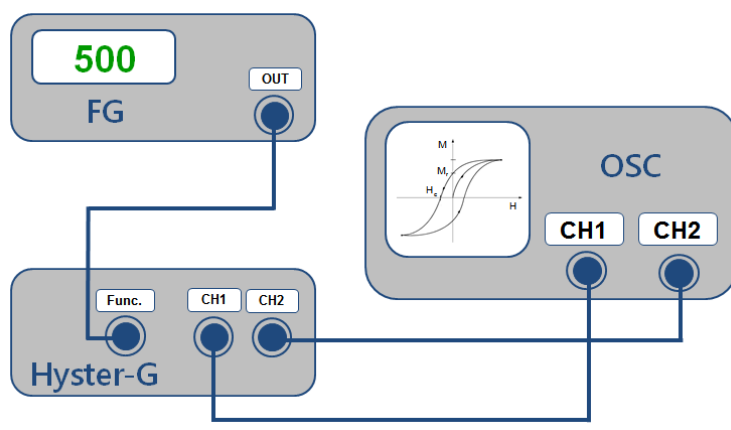 500
OUT
FG
M
Mr
Hc
H
OSC
CH1
CH2
Func.
CH1
CH2
Hyster-G